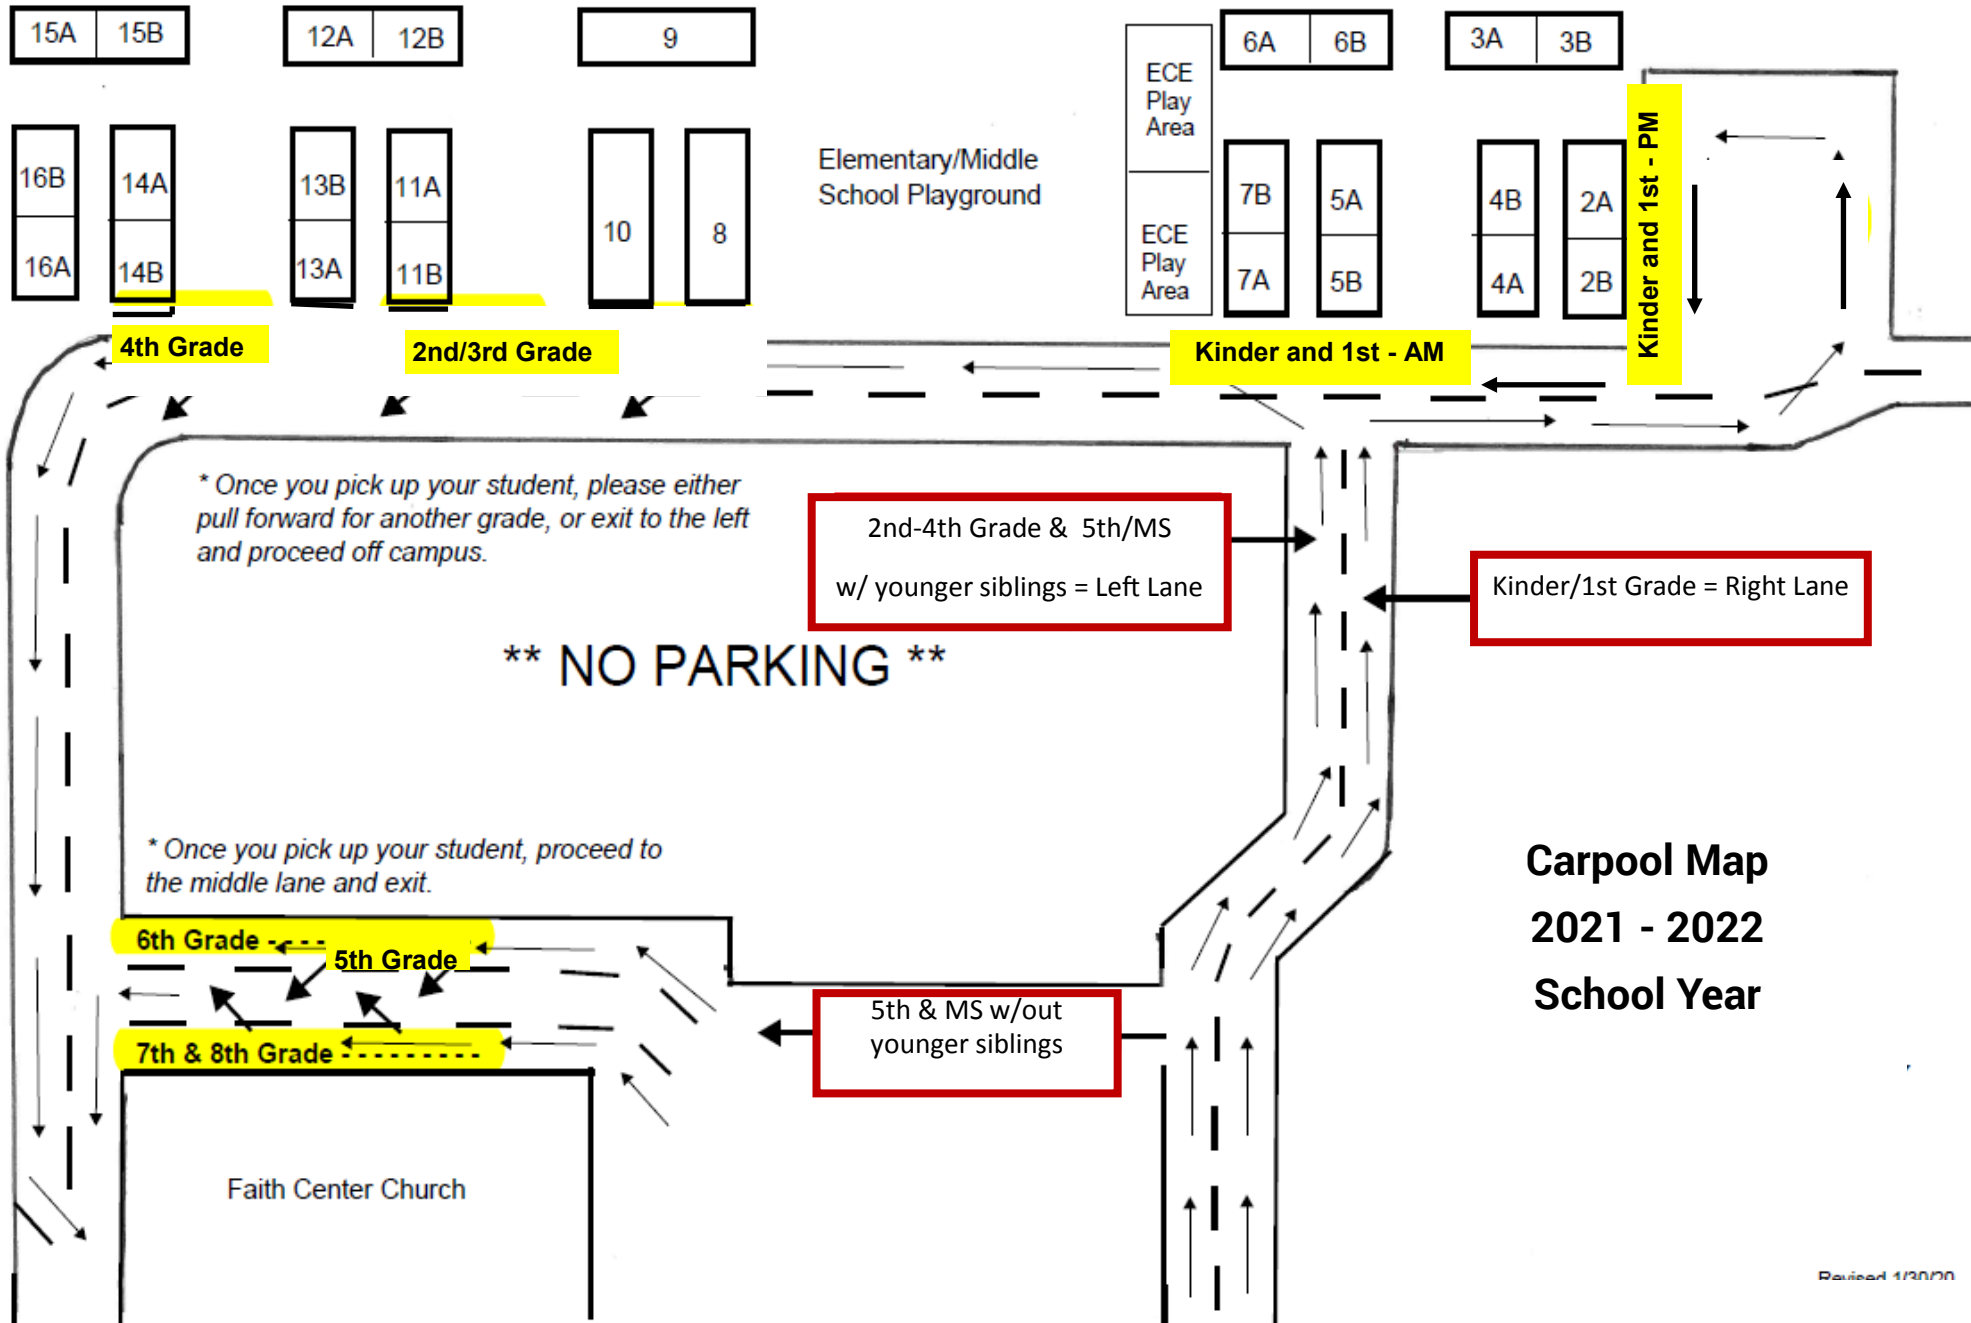 15A 15B
12A 12B
9
6A 6B
3A 3B
ECE
Play
Area
16B
14A
13B
11A
10
8
Elementary/Middle
School Playground
7B
5A
4B
2A
16A
14B
13A
11B
ECE
Play
Area
7A
5B
4A
2B
Kinder and 1st - PM
4th Grade
2nd/3rd Grade
Kinder and 1st - AM
* Once you pick up your student, please either
pull forward for another grade, or exit to the left
and proceed off campus.
2nd-4th Grade & 5th/MS
w/ younger siblings = Left Lane
Kinder/1st Grade = Right Lane
** NO PARKING **
* Once you pick up your student, proceed to
the middle lane and exit.
Carpool Map
2021 - 2022
School Year
6th Grade - - - -
5th Grade
7th & 8th Grade - - - - - - - - -
5th & MS w/out
younger siblings
Faith Center Church
Revised 1/30/20